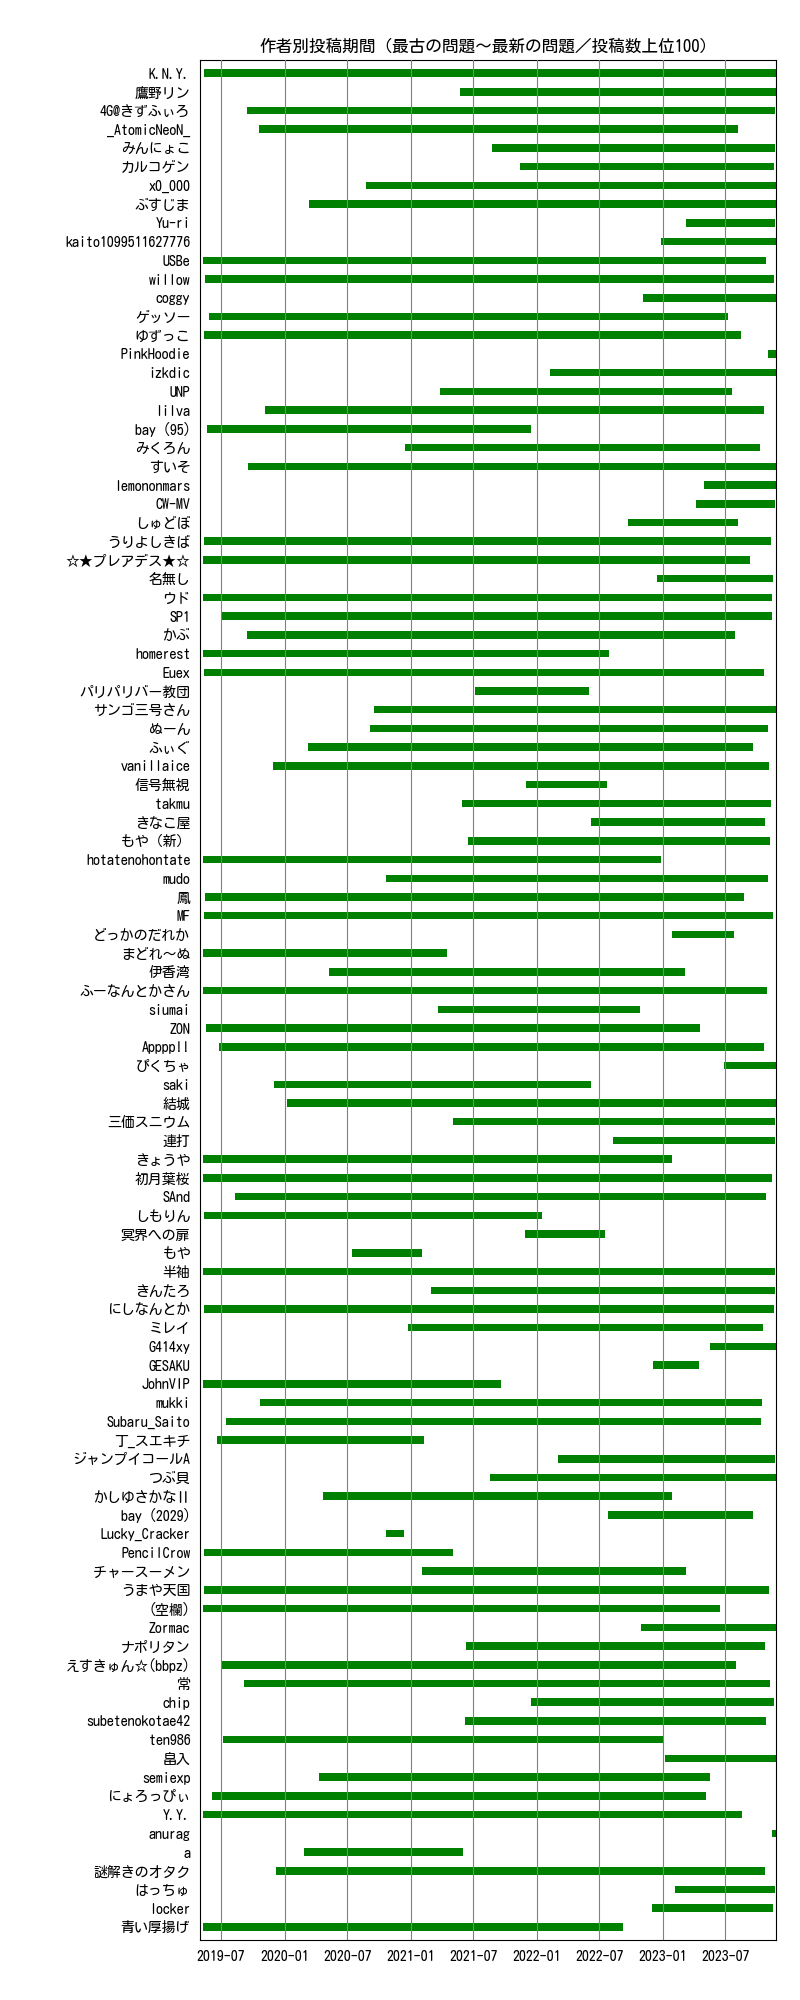 作者別投稿期間（最古の問題～最新の問題／投稿数上位100）
K.N.Y.
鷹野リン
4G@きずふぃろ
_AtomicNeoN_
みんにょこ
カルコゲン
x0_000
ぶすじま
Yu-ri
kaito1099511627776
USBe
willow
coggy
ゲッソー
ゆずっこ
PinkHoodie
izkdic
UNP
lilva
bay (95)
みくろん
すいそ
lemononmars
CW-MV
しゅどぼ
うりよしきば
☆★プレアデス★☆
名無し
ウド
SP1
かぶ
homerest
Euex
パリパリバー教団
サンゴ三号さん
ぬーん
ふぃぐ
vanillaice
信号無視
takmu
きなこ屋
もや（新）
hotatenohontate
mudo
鳳
MF
どっかのだれか
まどれ～ぬ
伊香湾
ふーなんとかさん
siumai
ZON
Appppll
ぴくちゃ
saki
結城
三価スニウム
連打
きょうや
初月葉桜
SAnd
しもりん
冥界への扉
もや
半袖
きんたろ
にしなんとか
ミレイ
G414xy
GESAKU
JohnVIP
mukki
Subaru_Saito
丁_スエキチ
ジャンプイコールA
つぶ貝
かしゆさかなII
bay (2029)
Lucky_Cracker
PencilCrow
チャースーメン
うまや天国
(空欄)
Zormac
ナポリタン
えすきゅん☆(bbpz)
常
chip
subetenokotae42
ten986
畠入
semiexp
にょろっぴぃ
Y.Y.
anurag
a
謎解きのオタク
はっちゅ
locker
青い厚揚げ
2019-07 2020-01 2020-07 2021-01 2021-07 2022-01 2022-07 2023-01 2023-07